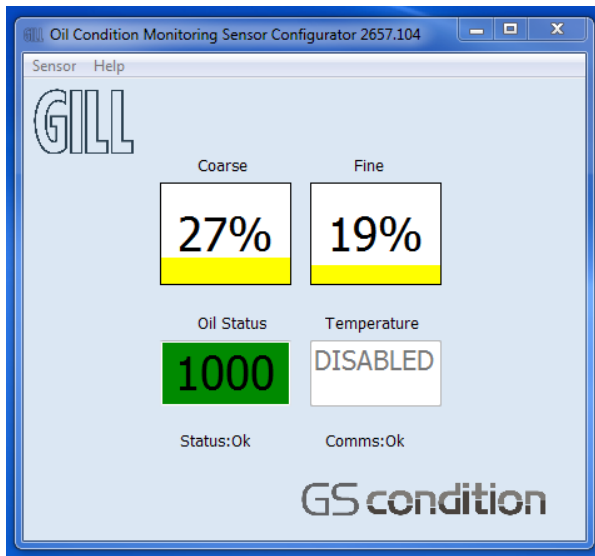 GILL Oil Condition Monitoring Sensor Configurator 2657.104
Sensor Help
GILL
Coarse Fine
27% 19%
Oil Status Temperature
1000 DISABLED
Status:Ok Comms:Ok
GS condition